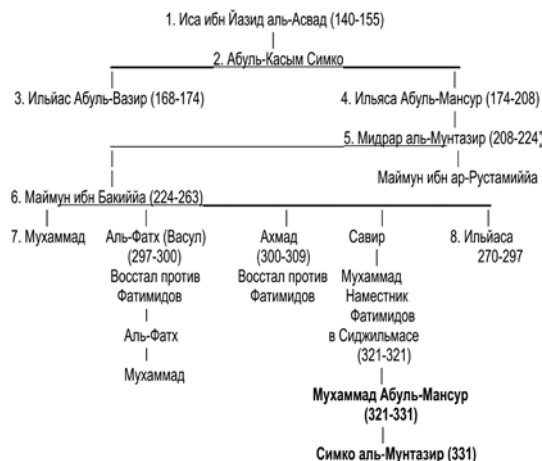 1. Иса ибн Йазид аль-Асвад (140-155)
2. Абуль-Касым Симко
3. Ильйас Абуль-Вазир (168-174)
4. Ильяса Абуль-Мансур (174-208)
5. Мидрар аль-Мунтазир (208-224)
Маймун ибн ар-Рустамиййа
6. Маймун ибн Бакиййа (224-263)
7. Мухаммад
Аль-Фатх (Васул)
(297-300)
Восстал против
Фатимидов
Аль-Фатх
Мухаммад
Ахмад
(300-309)
Восстал против
Фатимидов
Савир
Мухаммад
Наместник
Фатимидов
в Сиджильмасе
(321-321)
Мухаммад Абуль-Мансур
(321-331)
Симко аль-Мунтазир (331)
8. Ильйаса
270-297